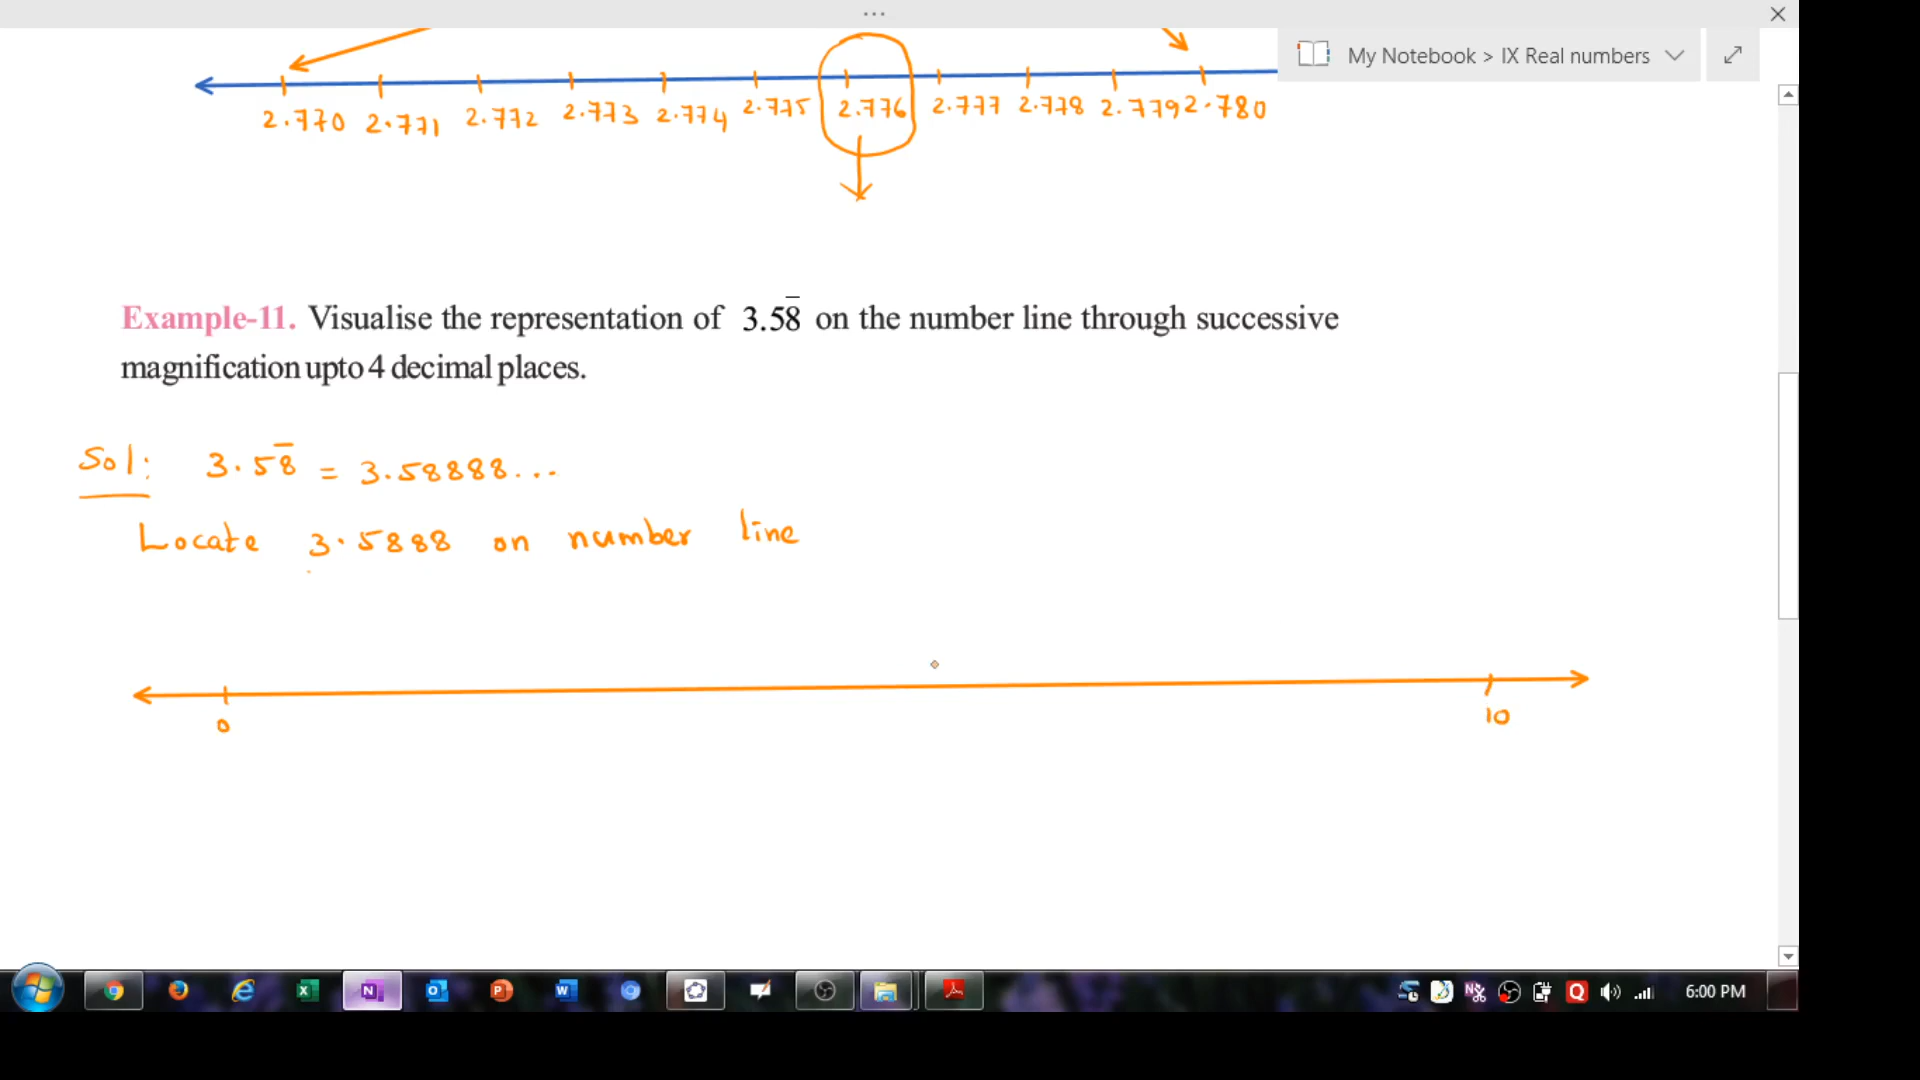 ...
My Notebook > IX Real numbers
2.770 2.771 2.772 2.773 2.774 2.775 2.776 2.777 2.778 2.779 2.780
Example-11. Visualise the representation of 3.58̅ on the number line through successive
magnification upto 4 decimal places.
Sol: 3.58̅ = 3.58888...
Locate 3.5888 on number line
0 10
6:00 PM